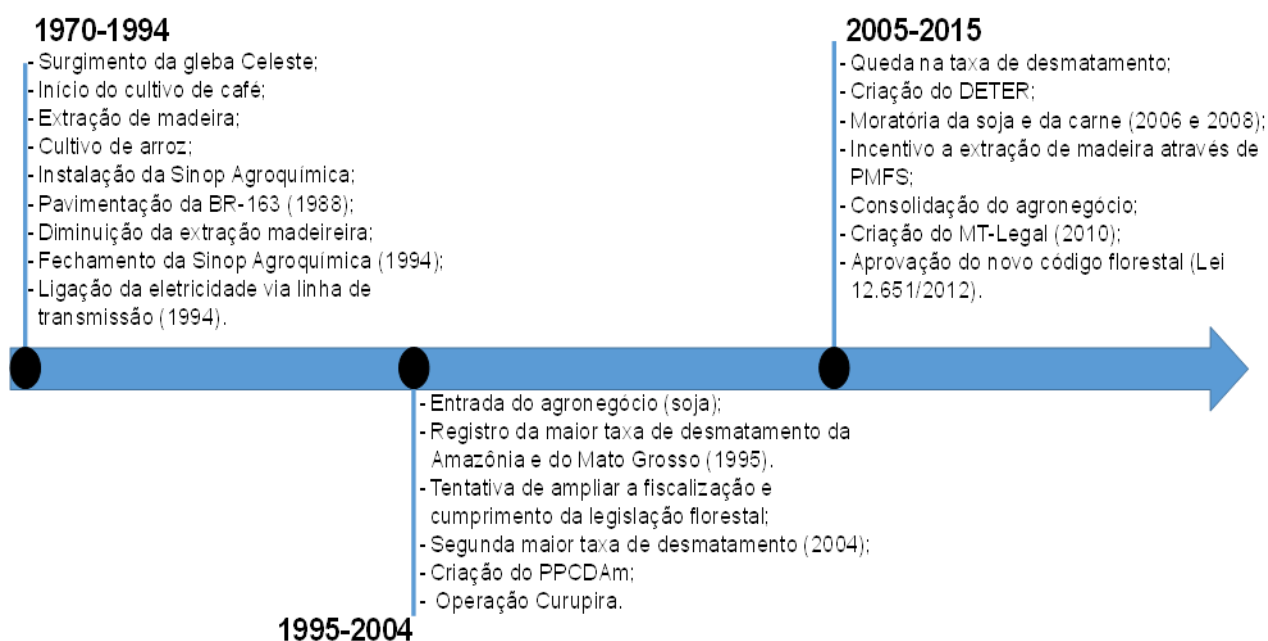 1970-1994
- Surgimento da gleba Celeste;
- Início do cultivo de café;
- Extração de madeira;
- Cultivo de arroz;
- Instalação da Sinop Agroquímica;
- Pavimentação da BR-163 (1988);
- Diminuição da extração madeireira;
- Fechamento da Sinop Agroquímica (1994);
- Ligação da eletricidade via linha de
transmissão (1994).
2005-2015
- Queda na taxa de desmatamento;
- Criação do DETER;
- Moratória da soja e da carne (2006 e 2008);
- Incentivo a extração de madeira através de
PMFS;
- Consolidação do agronegócio;
- Criação do MT-Legal (2010);
- Aprovação do novo código florestal (Lei
12.651/2012).
- Entrada do agronegócio (soja);
- Registro da maior taxa de desmatamento da
Amazônia e do Mato Grosso (1995).
- Tentativa de ampliar a fiscalização e
cumprimento da legislação florestal;
- Segunda maior taxa de desmatamento (2004);
- Criação do PPCDAm;
- Operação Curupira.
1995-2004